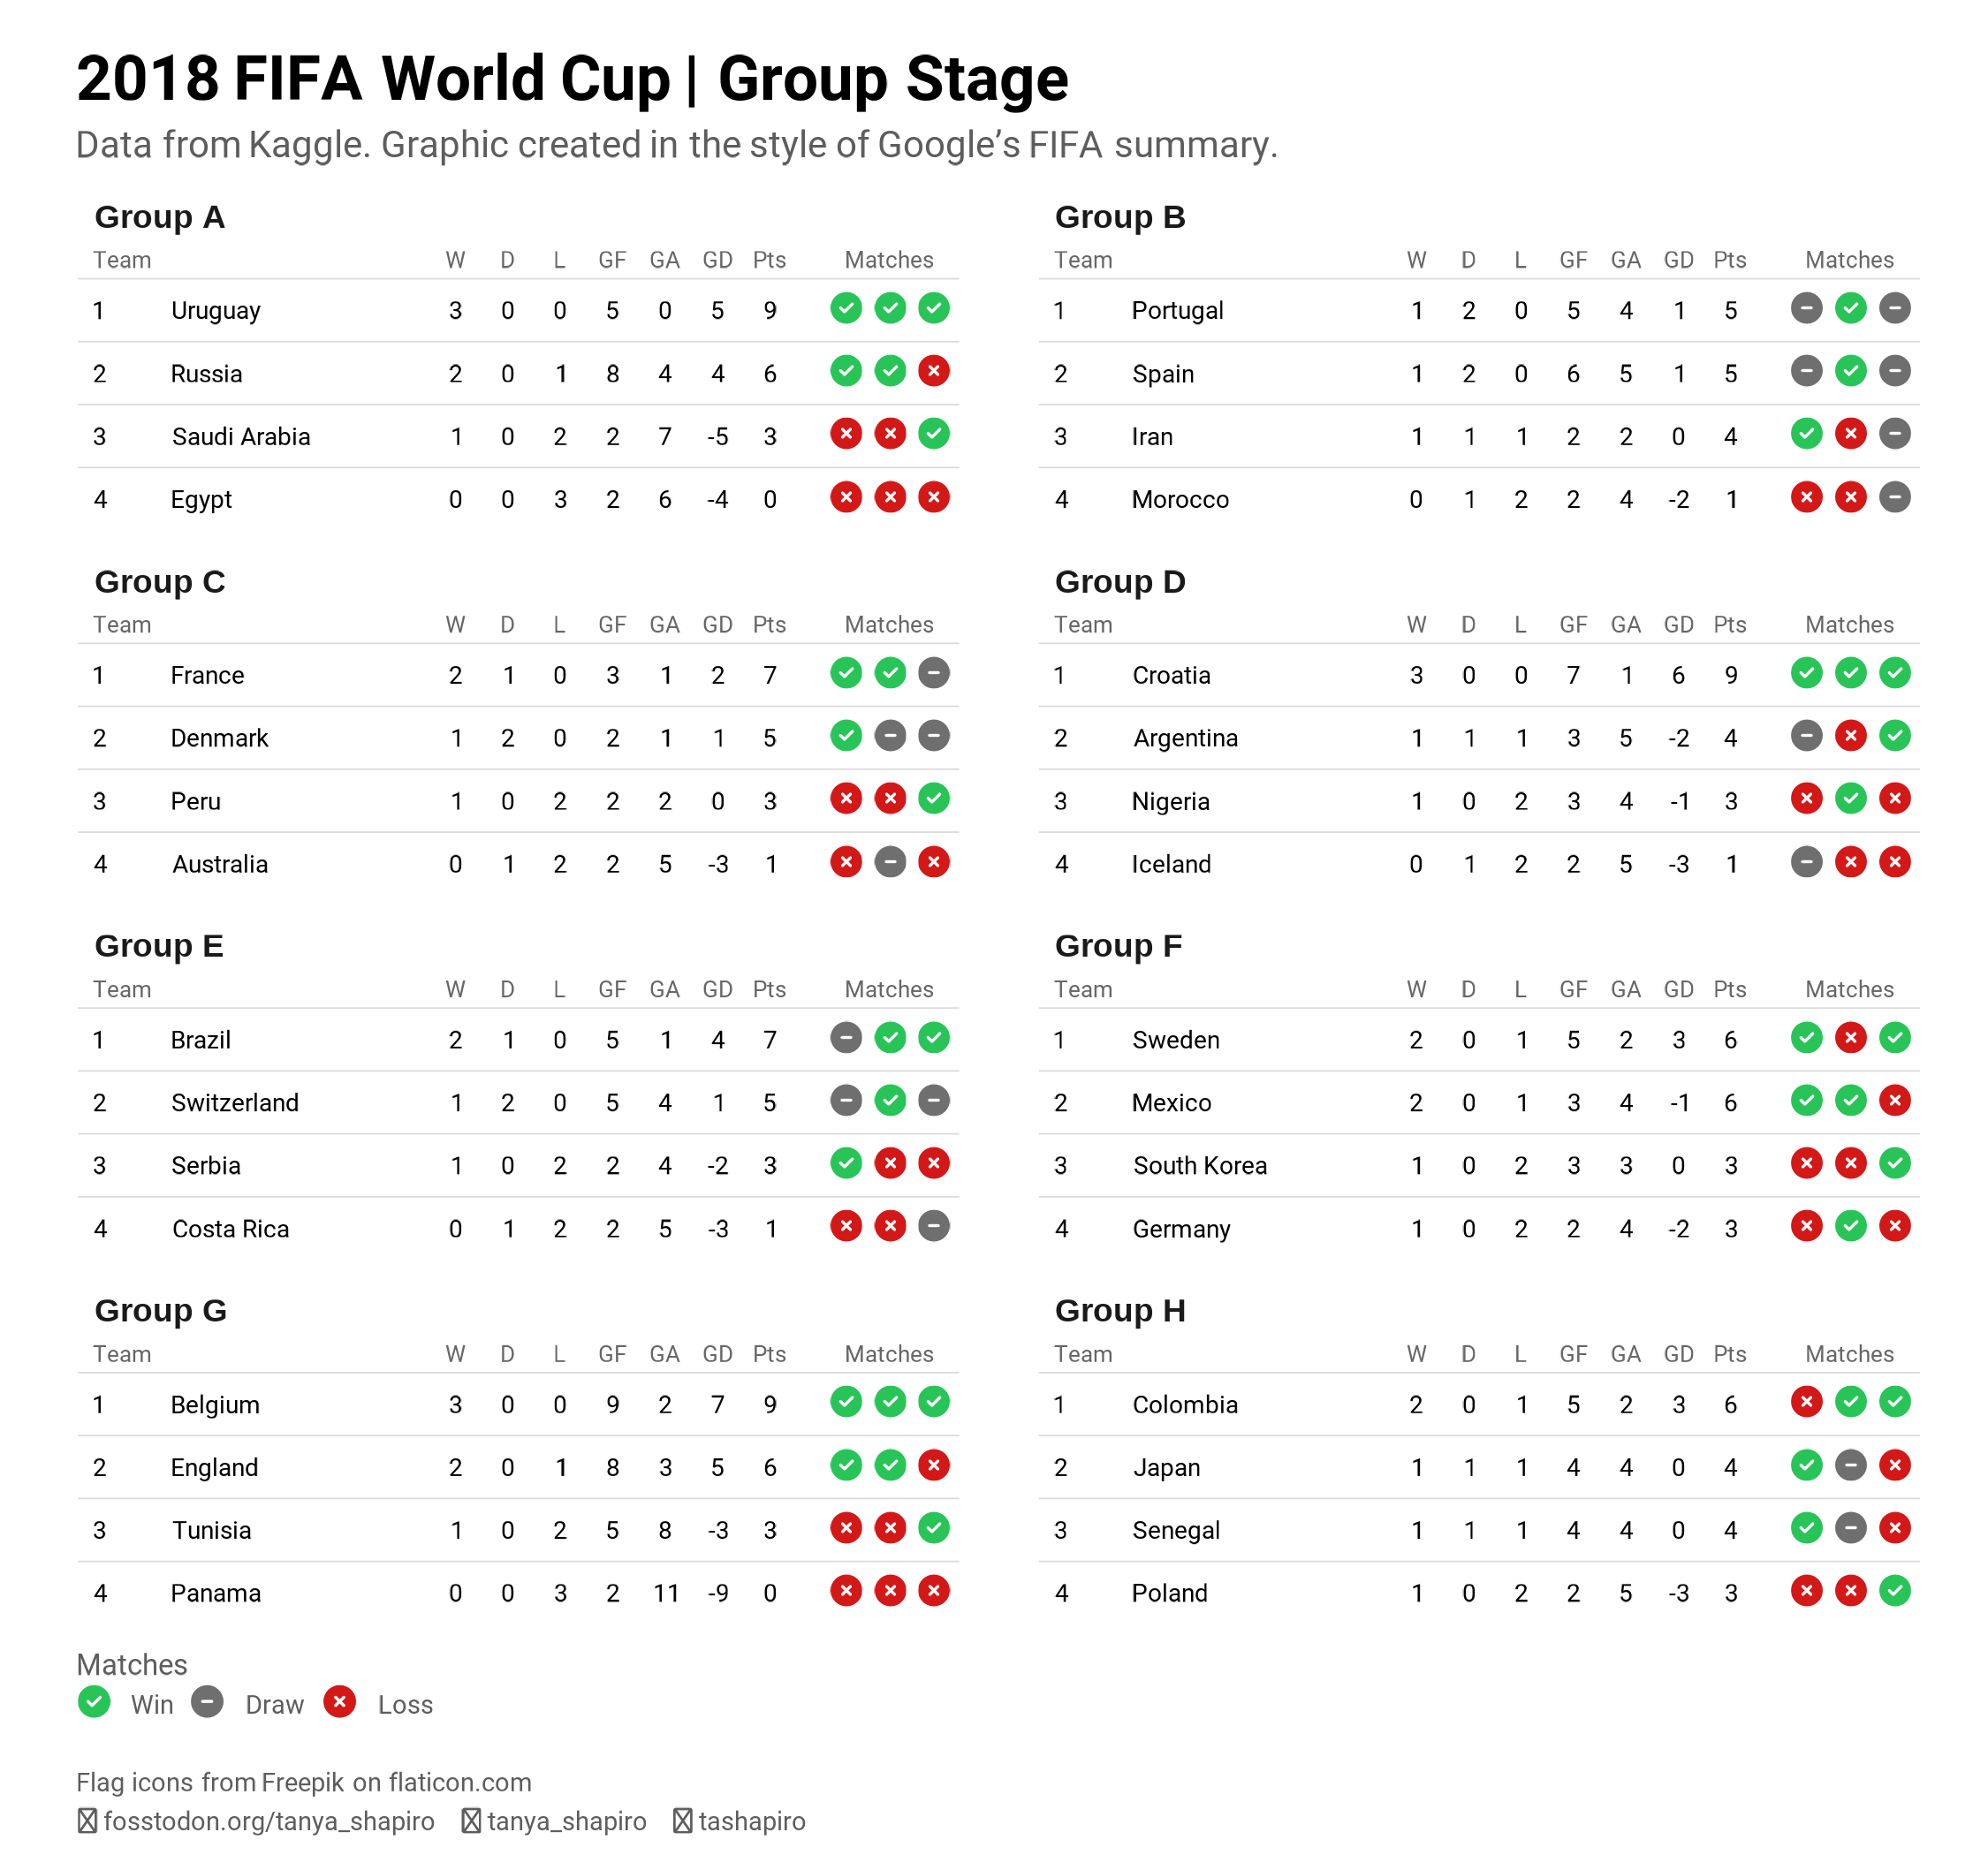 2018 FIFA World Cup | Group Stage
Data from Kaggle. Graphic created in the style of Google’s FIFA summary.
Group A
Team W D L GF GA GD Pts Matches
1 Uruguay 3 0 0 5 0 5 9
2 Russia 2 0 1 8 4 4 6
3 Saudi Arabia 1 0 2 2 7 -5 3
4 Egypt 0 0 3 2 6 -4 0
Group B
Team W D L GF GA GD Pts Matches
1 Portugal 1 2 0 5 4 1 5
2 Spain 1 2 0 6 5 1 5
3 Iran 1 1 1 2 2 0 4
4 Morocco 0 1 2 2 4 -2 1
Group C
Team W D L GF GA GD Pts Matches
1 France 2 1 0 3 1 2 7
2 Denmark 1 2 0 2 1 1 5
3 Peru 1 0 2 2 2 0 3
4 Australia 0 1 2 2 5 -3 1
Group D
Team W D L GF GA GD Pts Matches
1 Croatia 3 0 0 7 1 6 9
2 Argentina 1 1 1 3 5 -2 4
3 Nigeria 1 0 2 3 4 -1 3
4 Iceland 0 1 2 2 5 -3 1
Group E
Team W D L GF GA GD Pts Matches
1 Brazil 2 1 0 5 1 4 7
2 Switzerland 1 2 0 5 4 1 5
3 Serbia 1 0 2 2 4 -2 3
4 Costa Rica 0 1 2 2 5 -3 1
Group F
Team W D L GF GA GD Pts Matches
1 Sweden 2 0 1 5 2 3 6
2 Mexico 2 0 1 3 4 -1 6
3 South Korea 1 0 2 3 3 0 3
4 Germany 1 0 2 2 4 -2 3
Group G
Team W D L GF GA GD Pts Matches
1 Belgium 3 0 0 9 2 7 9
2 England 2 0 1 8 3 5 6
3 Tunisia 1 0 2 5 8 -3 3
4 Panama 0 0 3 2 11 -9 0
Group H
Team W D L GF GA GD Pts Matches
1 Colombia 2 0 1 5 2 3 6
2 Japan 1 1 1 4 4 0 4
3 Senegal 1 1 1 4 4 0 4
4 Poland 1 0 2 2 5 -3 3
Matches
Win Draw Loss
Flag icons from Freepik on flaticon.com
fosstodon.org/tanya_shapiro tanya_shapiro tashapiro